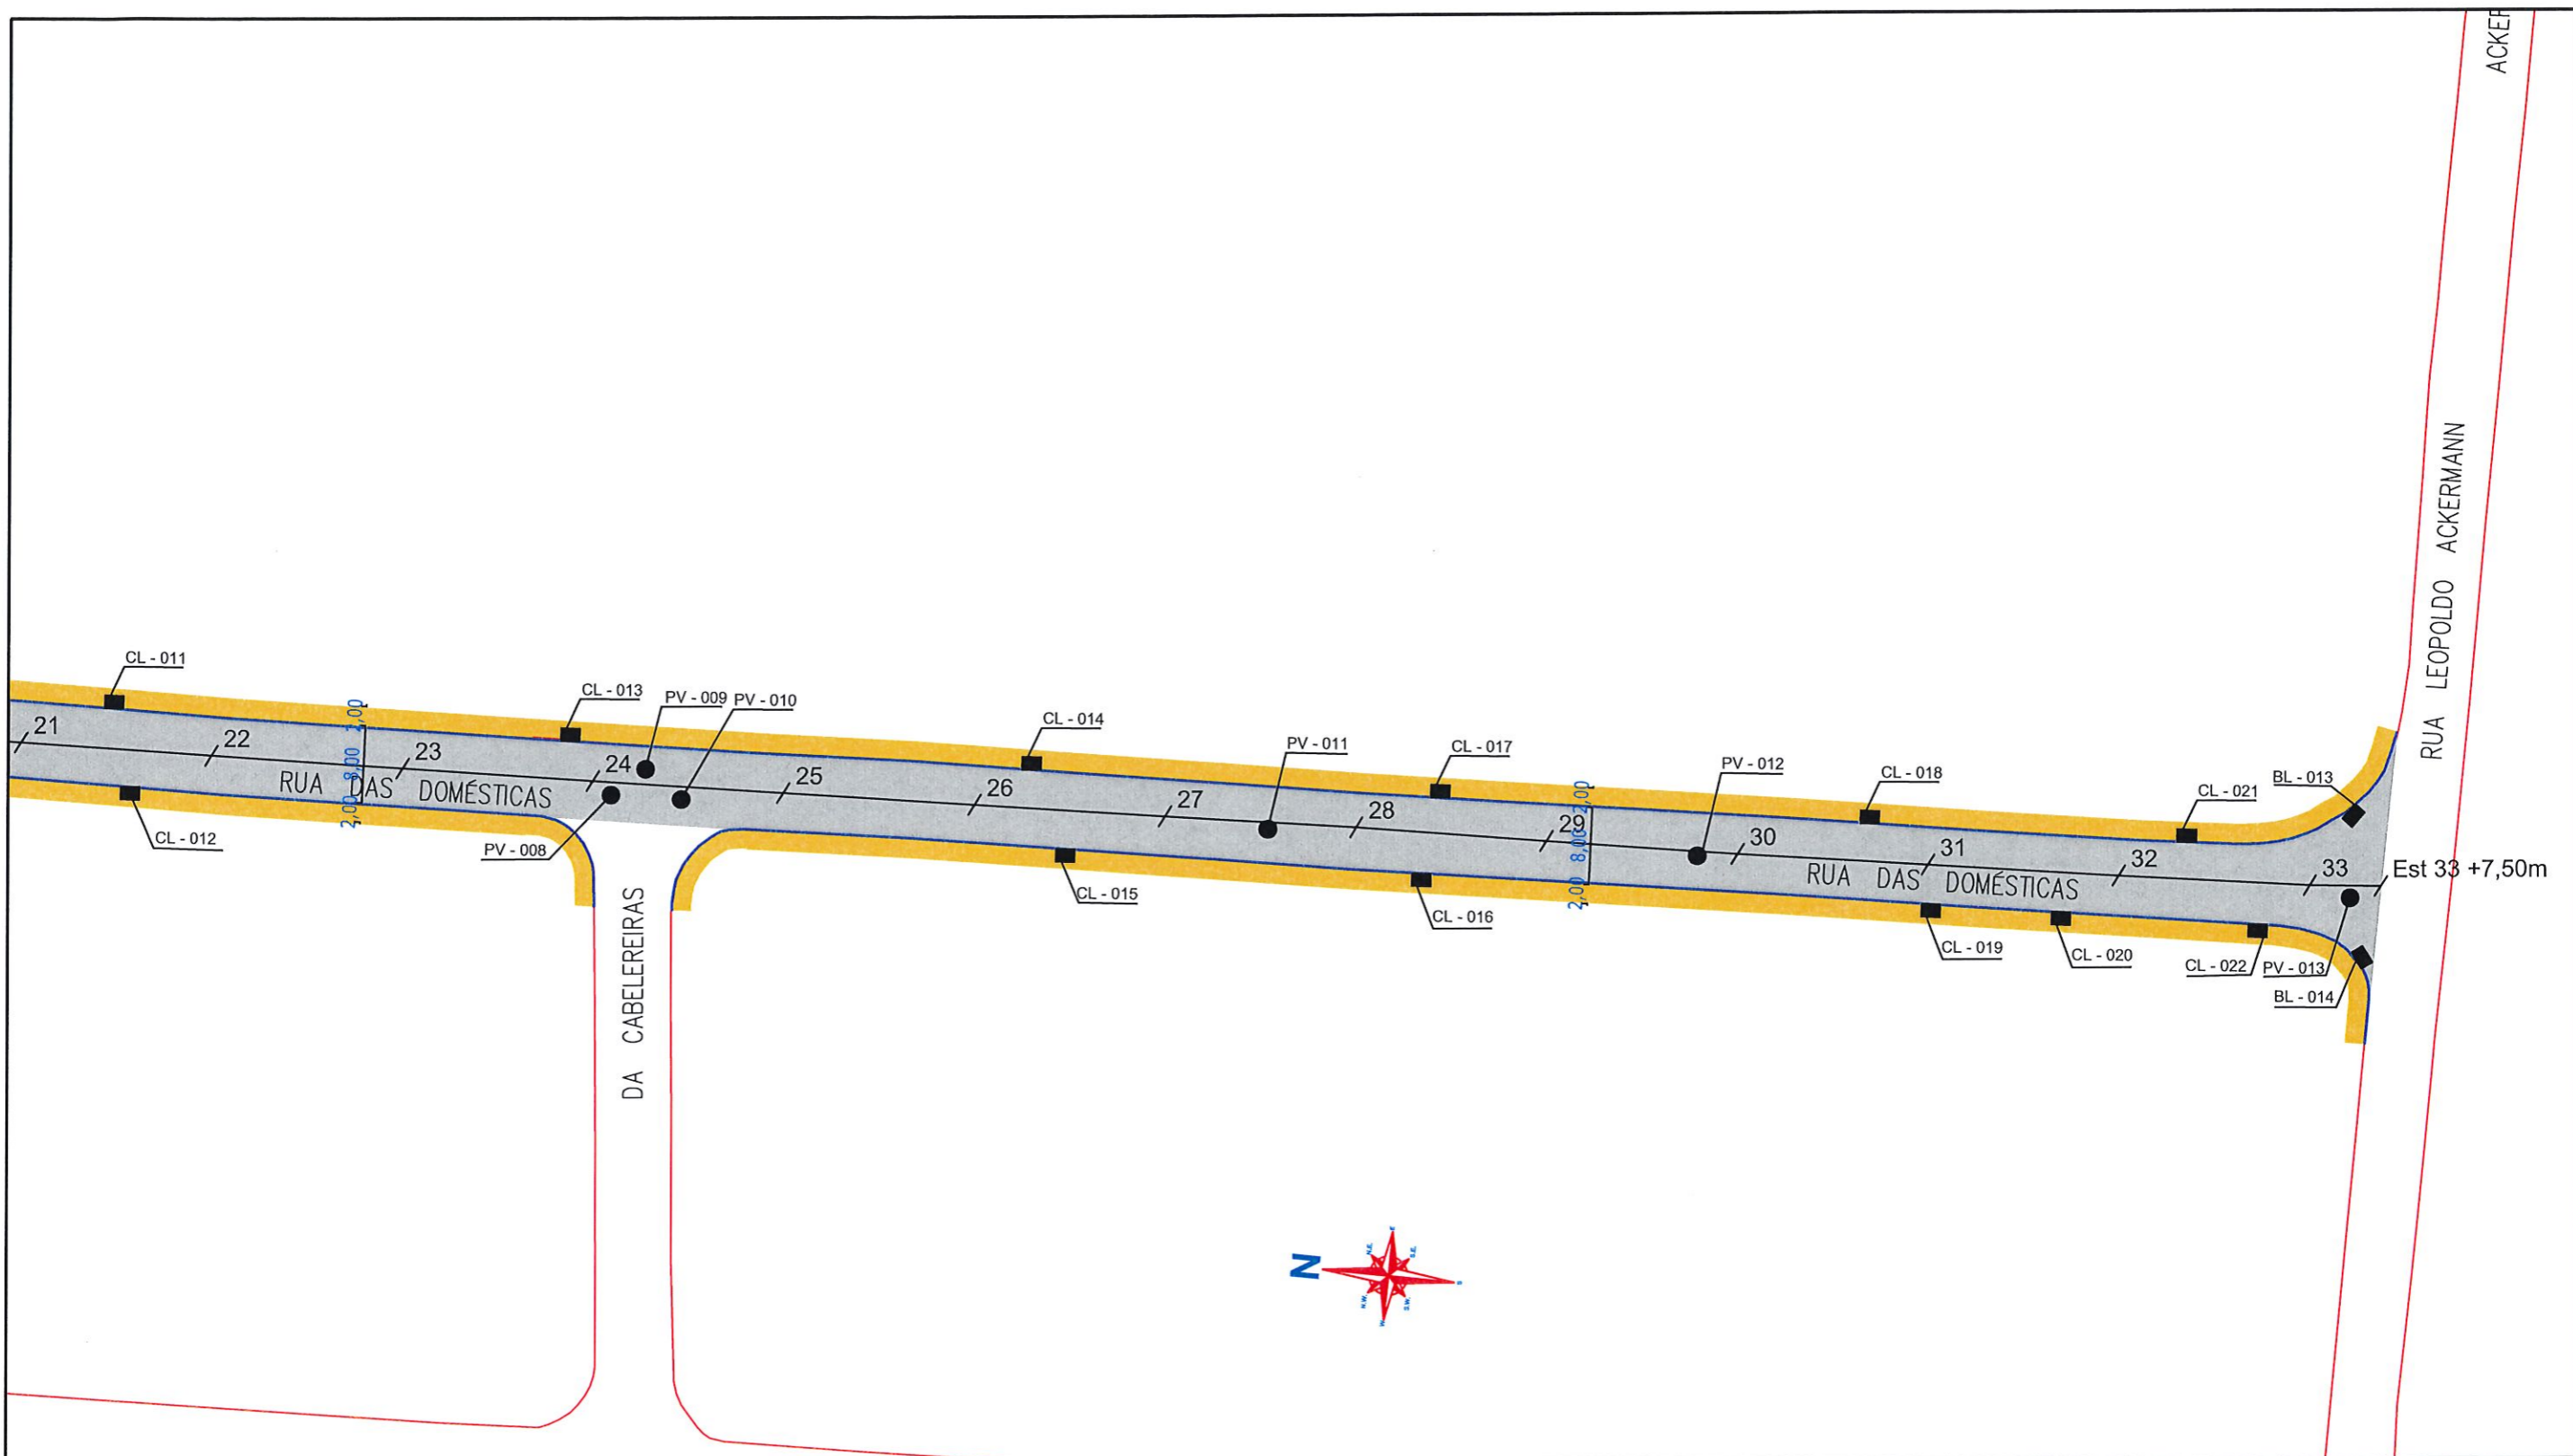 ACKER
RUA LEOPOLDO ACKERMANN
CL - 011
CL - 013
PV - 009
PV - 010
CL - 014
PV - 011
CL - 017
PV - 012
CL - 018
CL - 021
BL - 013
21
22
23
24
25
26
27
28
29
30
31
32
33
Est 33 +7,50m
2,00
8,00
2,00
2,00
8,00
2,00
RUA DAS DOMÉSTICAS
RUA DAS DOMÉSTICAS
CL - 012
PV - 008
CL - 015
CL - 016
CL - 019
CL - 020
CL - 022
PV - 013
BL - 014
DA CABELEREIRAS
N
N.E.
E
S.E.
S
S.W.
W
N.W.